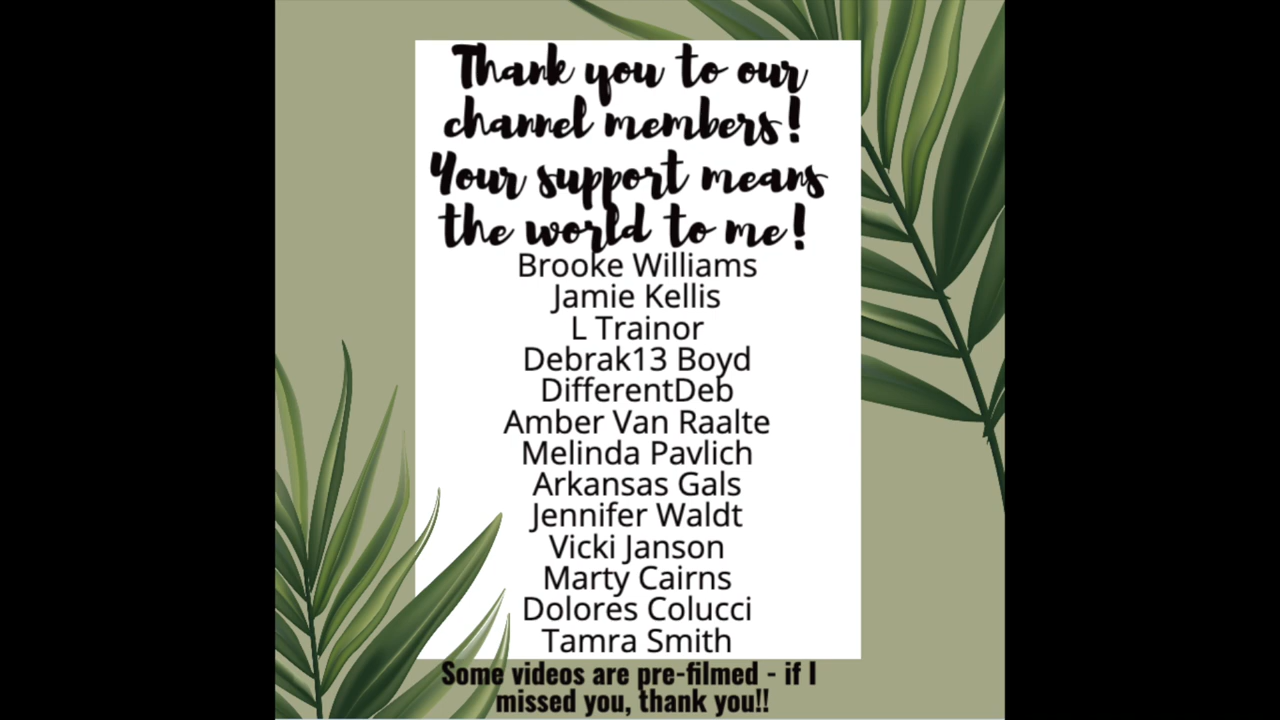 Thank you to our
channel members!
Your support means
the world to me!
Brooke Williams
Jamie Kellis
L Trainor
Debrak13 Boyd
DifferentDeb
Amber Van Raalte
Melinda Pavlich
Arkansas Gals
Jennifer Waldt
Vicki Janson
Marty Cairns
Dolores Colucci
Tamra Smith
Some videos are pre-filmed - if I
missed you, thank you!!